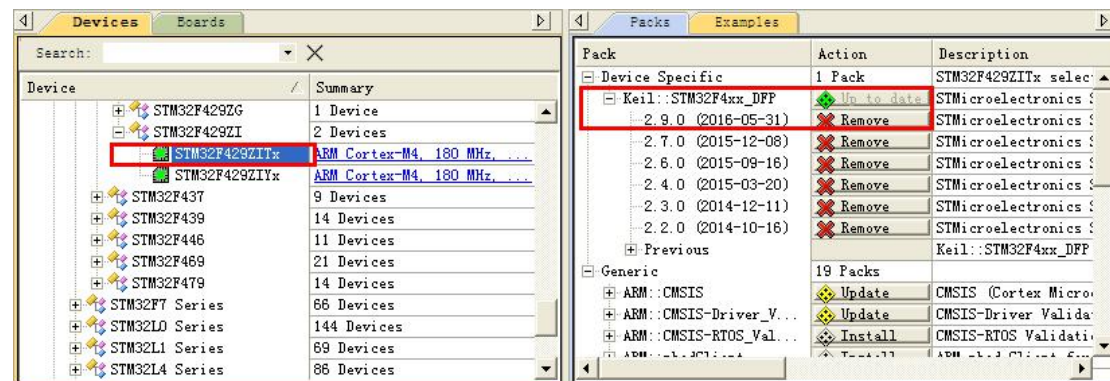 Devices Boards
Search:
Device Summary
STM32F429ZG 1 Device
STM32F429ZI 2 Devices
STM32F429ZITx ARM Cortex-M4, 180 MHz, ...
STM32F429ZIYx ARM Cortex-M4, 180 MHz, ...
STM32F437 9 Devices
STM32F439 14 Devices
STM32F446 11 Devices
STM32F469 21 Devices
STM32F479 14 Devices
STM32F7 Series 66 Devices
STM32L0 Series 144 Devices
STM32L1 Series 69 Devices
STM32L4 Series 86 Devices
Packs Examples
Pack Action Description
Device Specific 1 Pack STM32F429ZITx selec
Keil::STM32F4xx_DFP Up to date STMicroelectronics
2.9.0 (2016-05-31) Remove STMicroelectronics
2.7.0 (2015-12-08) Remove STMicroelectronics
2.6.0 (2015-09-16) Remove STMicroelectronics
2.4.0 (2015-03-20) Remove STMicroelectronics
2.3.0 (2014-12-11) Remove STMicroelectronics
2.2.0 (2014-10-16) Remove STMicroelectronics
Previous Keil::STM32F4xx_DFP
Generic 19 Packs
ARM::CMSIS Update CMSIS (Cortex Micro
ARM::CMSIS-Driver_V... Update CMSIS-Driver Valida
ARM::CMSIS-RTOS_Val... Install CMSIS-RTOS Validati